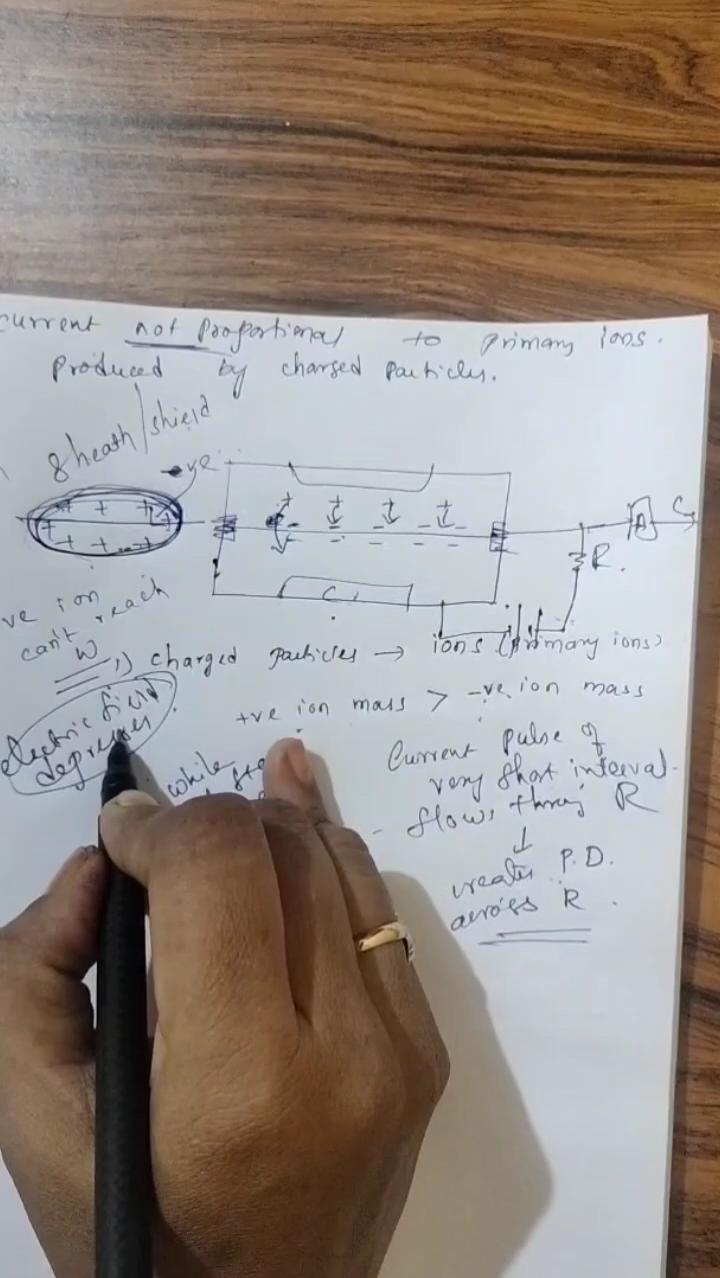 current not proportional to primary ions.
produced by charged particles.
sheath/shield
-ve
+ + +
+ + +
+ + + +
- - - - -
A
C
R.
C
ve ion
can't reach
W
1) charged particles → ions (primary ions)
+ve ion mass > -ve ion mass
electric field
depresses
while
Current pulse of
very short interval
- flows throug R
↓
creates P.D.
across R.